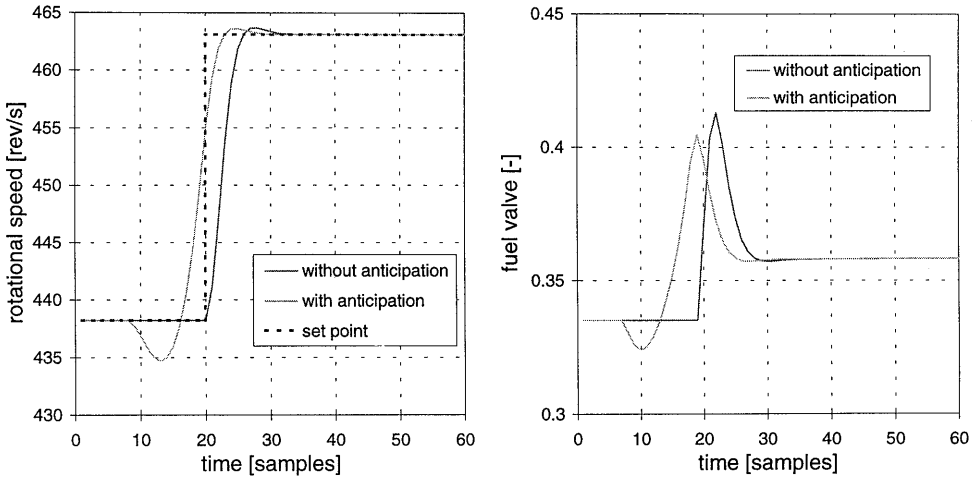 465
460
455
450
445
440
435
430
rotational speed [rev/s]
without anticipation
with anticipation
set point
0 10 20 30 40 50 60
time [samples]
0.45
0.4
0.35
0.3
fuel valve [-]
without anticipation
with anticipation
0 10 20 30 40 50 60
time [samples]